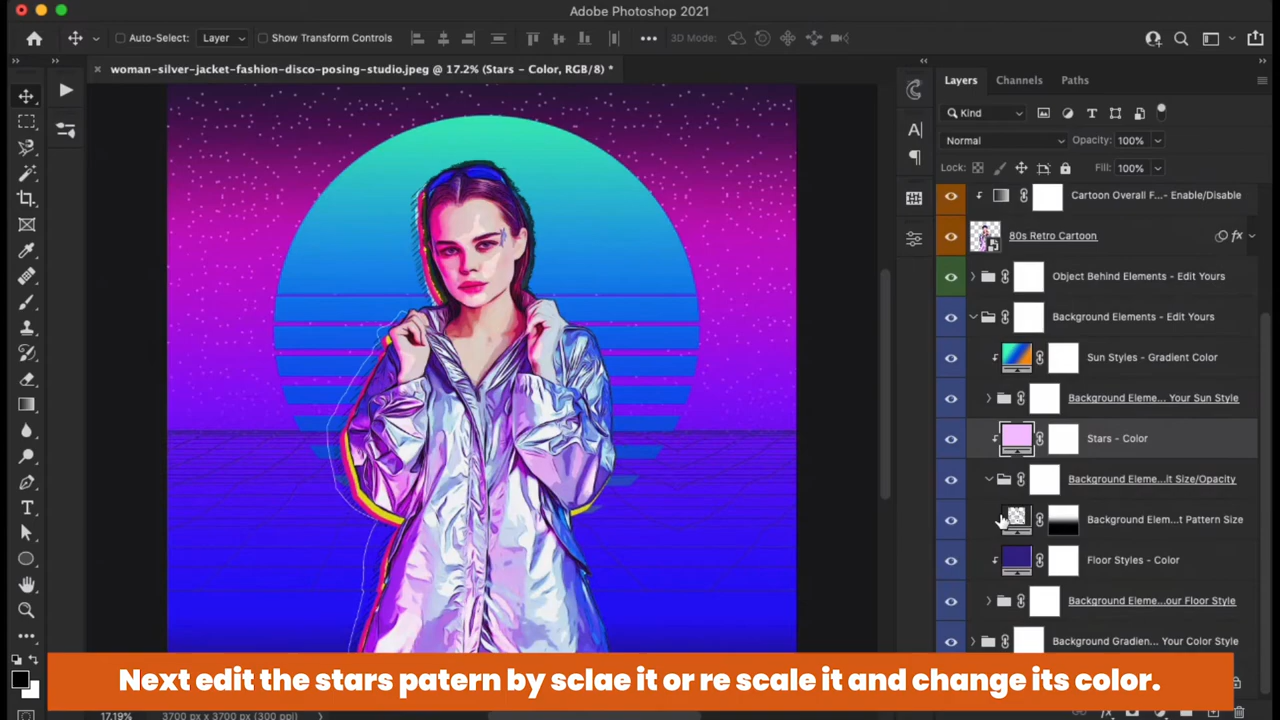 Adobe Photoshop 2021
Auto-Select: Layer Show Transform Controls 3D Mode:
woman-silver-jacket-fashion-disco-posing-studio.jpeg @ 17.2% (Stars - Color, RGB/8) *
Layers Channels Paths
Kind
Normal Opacity: 100%
Lock: Fill: 100%
Cartoon Overall F...- Enable/Disable
80s Retro Cartoon fx
Object Behind Elements - Edit Yours
Background Elements - Edit Yours
Sun Styles - Gradient Color
Background Eleme... Your Sun Style
Stars - Color
Background Eleme...it Size/Opacity
Background Elem...t Pattern Size
Floor Styles - Color
Background Eleme...our Floor Style
Background Gradien... Your Color Style
Next edit the stars patern by sclae it or re scale it and change its color.
17.19% 3700 px x 3700 px (300 ppi)